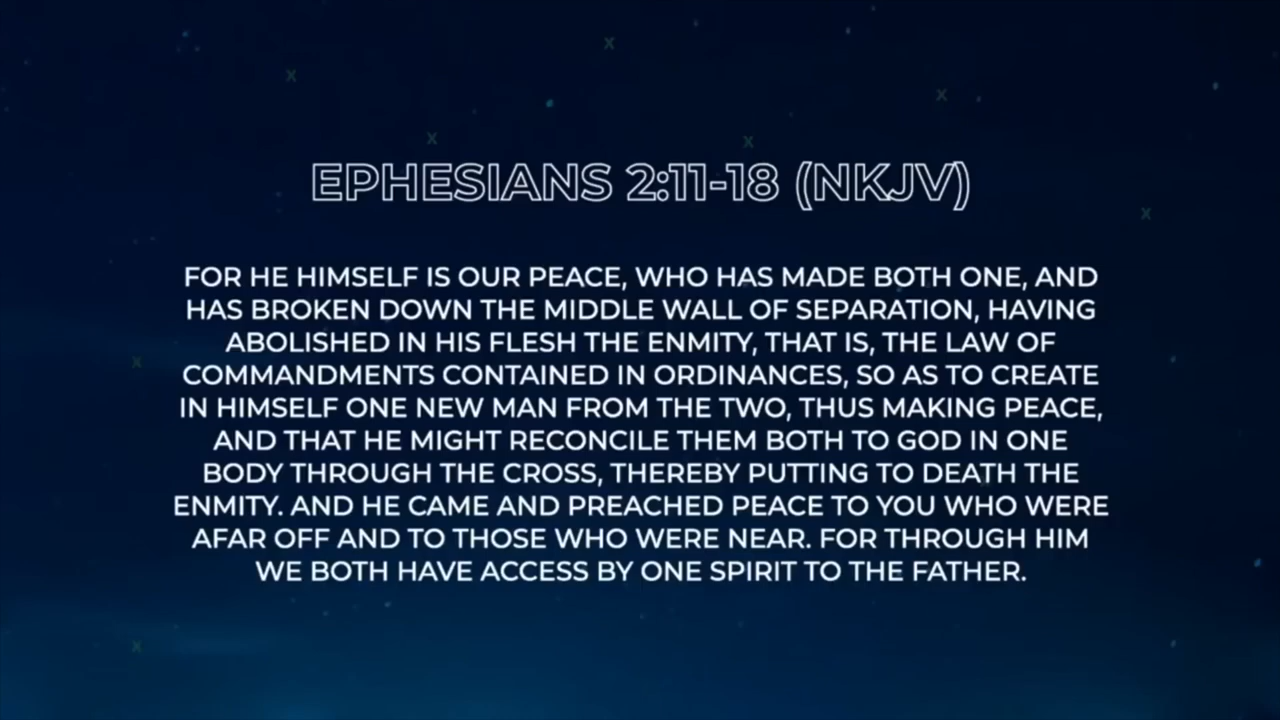 EPHESIANS 2:11-18 (NKJV)
FOR HE HIMSELF IS OUR PEACE, WHO HAS MADE BOTH ONE, AND
HAS BROKEN DOWN THE MIDDLE WALL OF SEPARATION, HAVING
ABOLISHED IN HIS FLESH THE ENMITY, THAT IS, THE LAW OF
COMMANDMENTS CONTAINED IN ORDINANCES, SO AS TO CREATE
IN HIMSELF ONE NEW MAN FROM THE TWO, THUS MAKING PEACE,
AND THAT HE MIGHT RECONCILE THEM BOTH TO GOD IN ONE
BODY THROUGH THE CROSS, THEREBY PUTTING TO DEATH THE
ENMITY. AND HE CAME AND PREACHED PEACE TO YOU WHO WERE
AFAR OFF AND TO THOSE WHO WERE NEAR. FOR THROUGH HIM
WE BOTH HAVE ACCESS BY ONE SPIRIT TO THE FATHER.